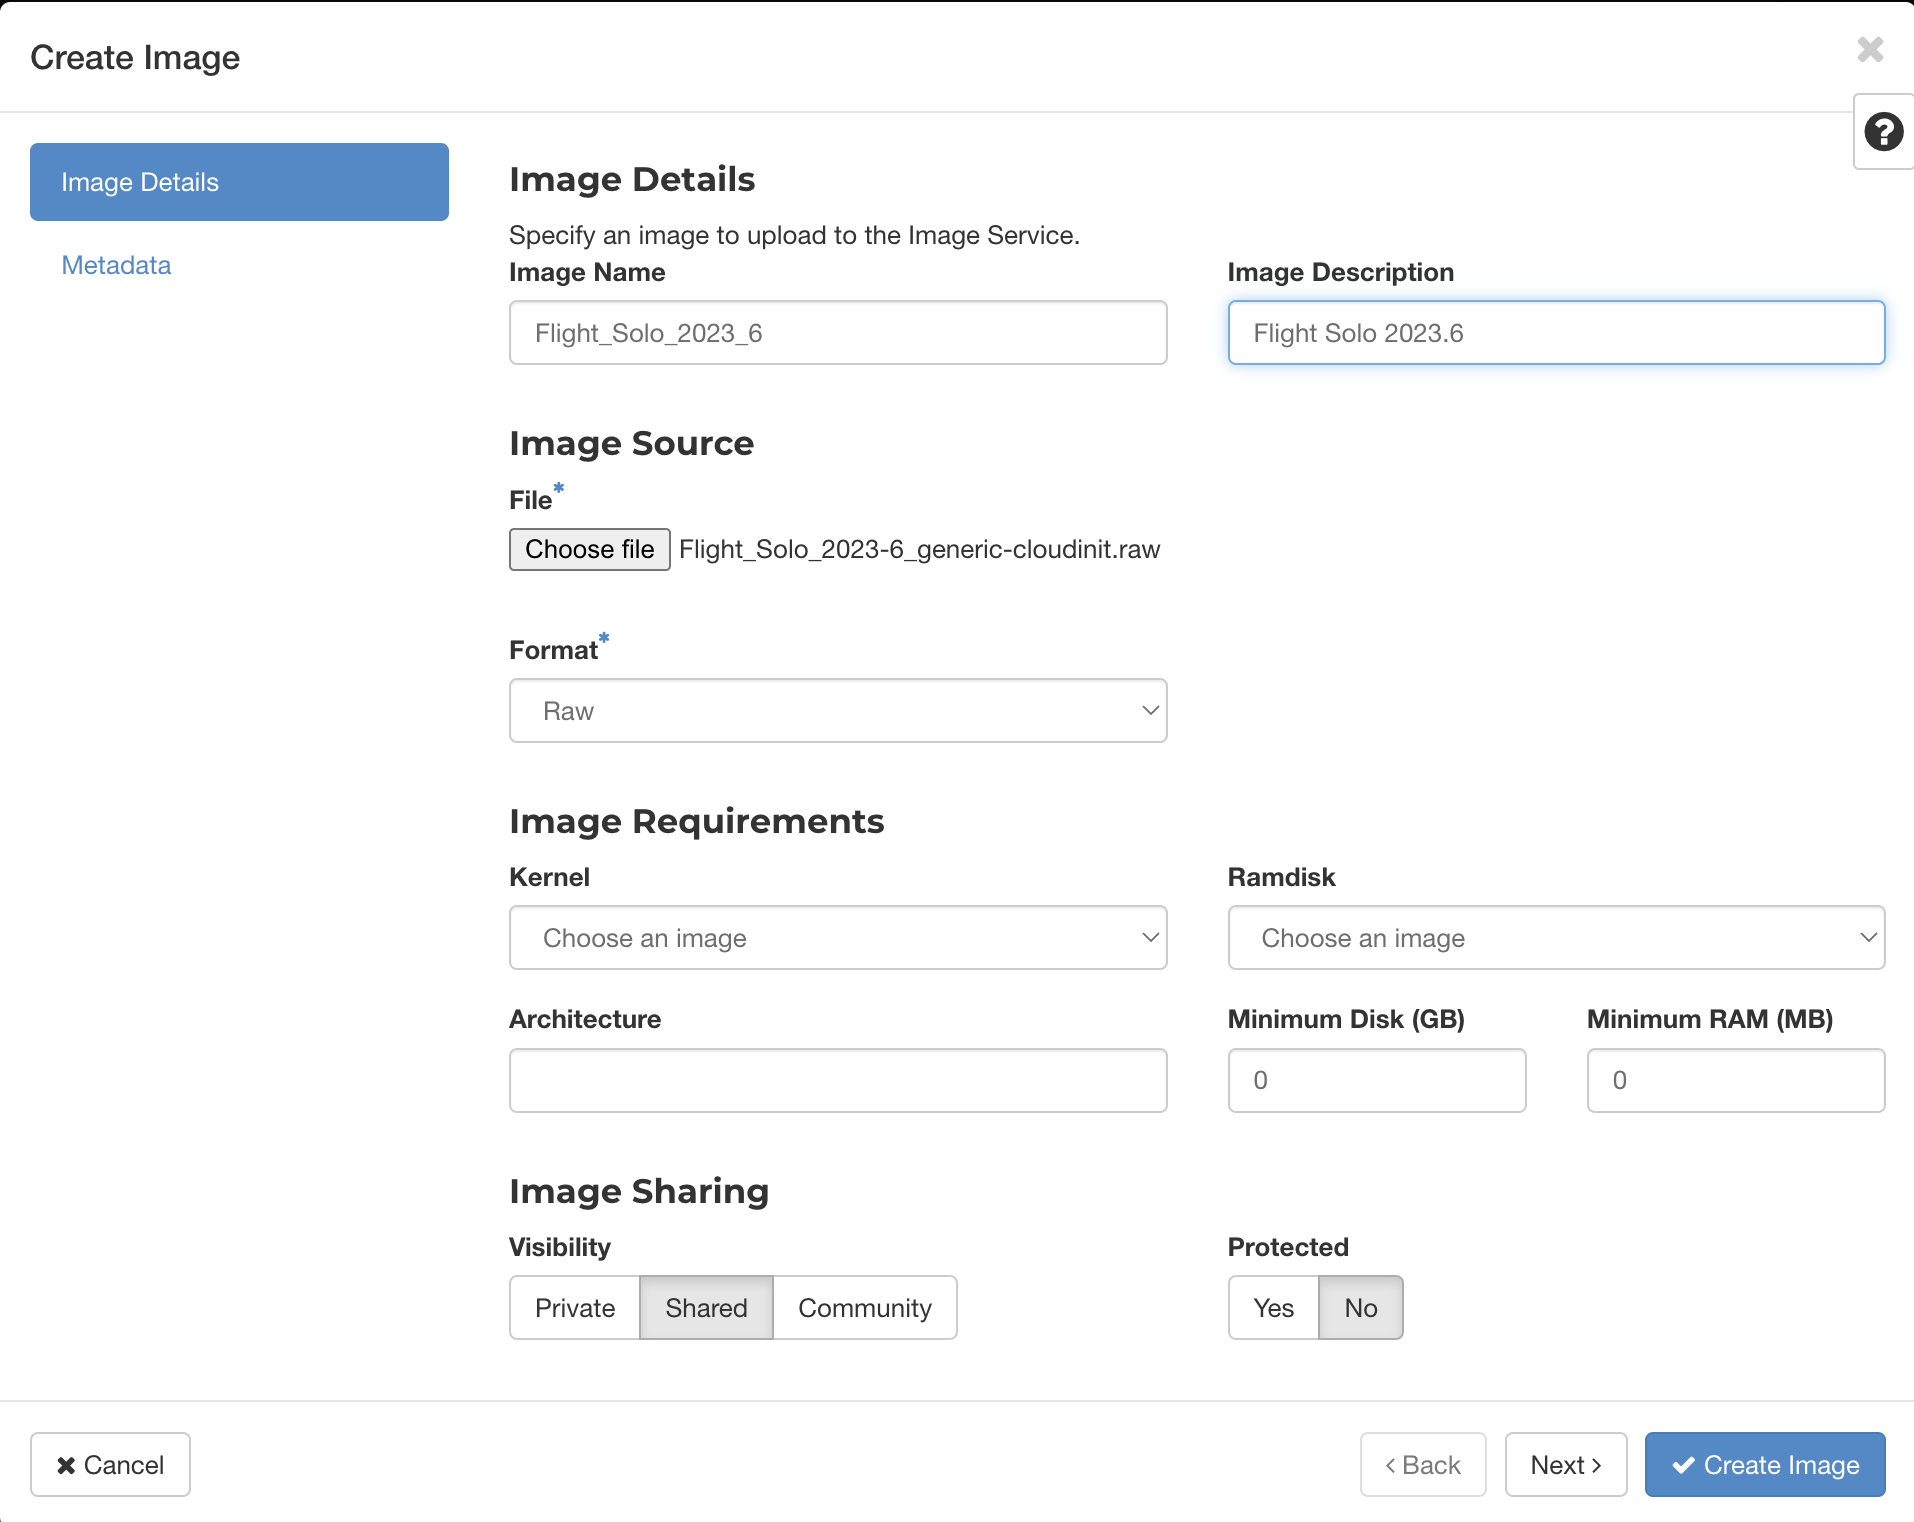 Create Image
Image Details
Metadata
Image Details
Specify an image to upload to the Image Service.
Image Name
Image Description
Flight_Solo_2023_6
Flight Solo 2023.6
Image Source
File*
Choose file Flight_Solo_2023-6_generic-cloudinit.raw
Format*
Raw
Image Requirements
Kernel
Ramdisk
Choose an image
Choose an image
Architecture
Minimum Disk (GB)
Minimum RAM (MB)
0
0
Image Sharing
Visibility
Protected
Private Shared Community
Yes No
Cancel
< Back
Next >
Create Image